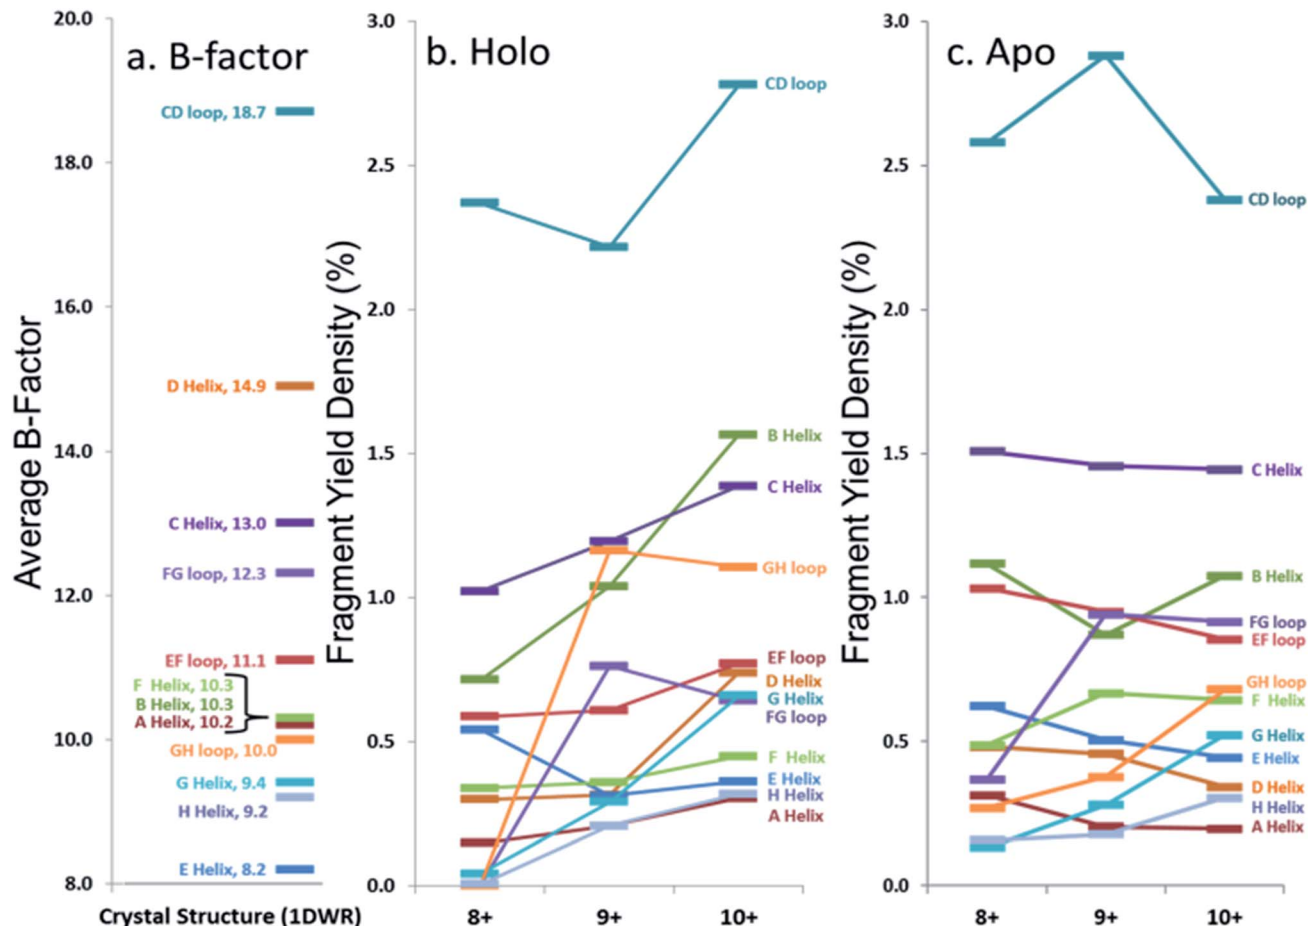 a. B-factor
Average B-Factor
20.0
18.0
16.0
14.0
12.0
10.0
8.0
CD loop, 18.7
D Helix, 14.9
C Helix, 13.0
FG loop, 12.3
EF loop, 11.1
F Helix, 10.3
B Helix, 10.3
A Helix, 10.2
GH loop, 10.0
G Helix, 9.4
H Helix, 9.2
E Helix, 8.2
Crystal Structure (1DWR)
b. Holo
Fragment Yield Density (%)
3.0
2.5
2.0
1.5
1.0
0.5
0.0
CD loop
B Helix
C Helix
GH loop
EF loop
D Helix
G Helix
FG loop
F Helix
E Helix
H Helix
A Helix
8+
9+
10+
c. Apo
Fragment Yield Density (%)
3.0
2.5
2.0
1.5
1.0
0.5
0.0
CD loop
C Helix
B Helix
FG loop
EF loop
GH loop
F Helix
G Helix
E Helix
D Helix
H Helix
A Helix
8+
9+
10+